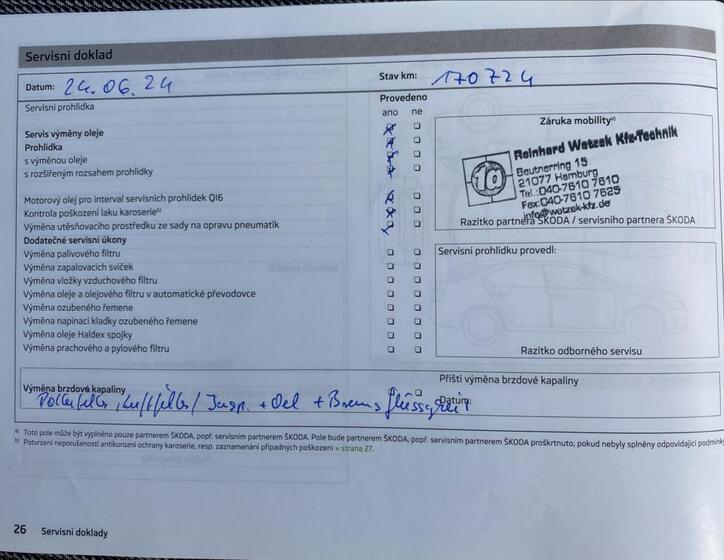 Servisní doklad
Datum: 24.06.24
Stav km: 170724
Servisní prohlídka
Provedeno
ano ne
Záruka mobilityᵃ⁾
Servis výměny oleje
Prohlídka
s výměnou oleje
s rozšířeným rozsahem prohlídky
Reinhard Watzek Kfz-Technik
Beutnerring 15
21077 Hamburg
Tel.:040-7610 7610
Fax:040-7610 7625
info@watzek-kfz.de
Razítko partnera ŠKODA / servisního partnera ŠKODA
Motorový olej pro interval servisních prohlídek QI6
Kontrola poškození laku karoserieᵇ⁾
Výměna utěsňovacího prostředku ze sady na opravu pneumatik
Dodatečné servisní úkony
Výměna palivového filtru
Výměna zapalovacích svíček
Výměna vložky vzduchového filtru
Výměna oleje a olejového filtru v automatické převodovce
Výměna ozubeného řemene
Výměna napínací kladky ozubeného řemene
Výměna oleje Haldex spojky
Výměna prachového a pylového filtru
Servisní prohlídku provedl:
Razítko odborného servisu
Výměna brzdové kapaliny
Příští výměna brzdové kapaliny
Datum:
Pollenfilter, Luftfilter / Insp. + Oel + Bremsflüssigkeit
ᵃ⁾ Toto pole může být vyplněno pouze partnerem ŠKODA, popř. servisním partnerem ŠKODA. Pole bude partnerem ŠKODA, popř. servisním partnerem ŠKODA proškrtnuto, pokud nebyly splněny odpovídající podmínky
ᵇ⁾ Potvrzení neporušenosti antikorozní ochrany karoserie, resp. zaznamenání případných poškození » strana 27.
26 Servisní doklady